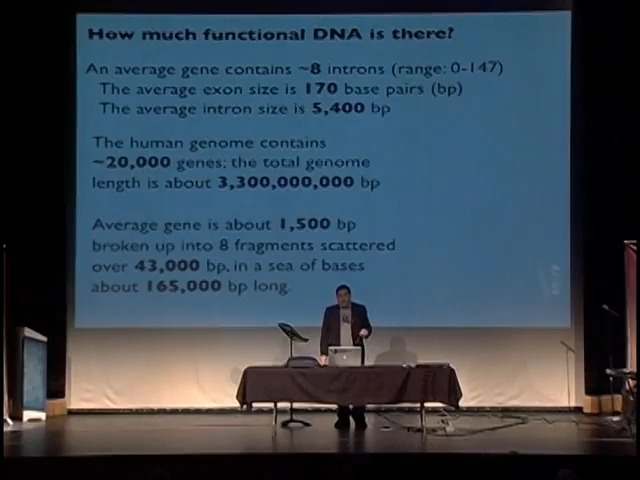 How much functional DNA is there?
An average gene contains ~8 introns (range: 0-147)
The average exon size is 170 base pairs (bp)
The average intron size is 5,400 bp
The human genome contains
~20,000 genes; the total genome
length is about 3,300,000,000 bp
Average gene is about 1,500 bp
broken up into 8 fragments scattered
over 43,000 bp, in a sea of bases
about 165,000 bp long.